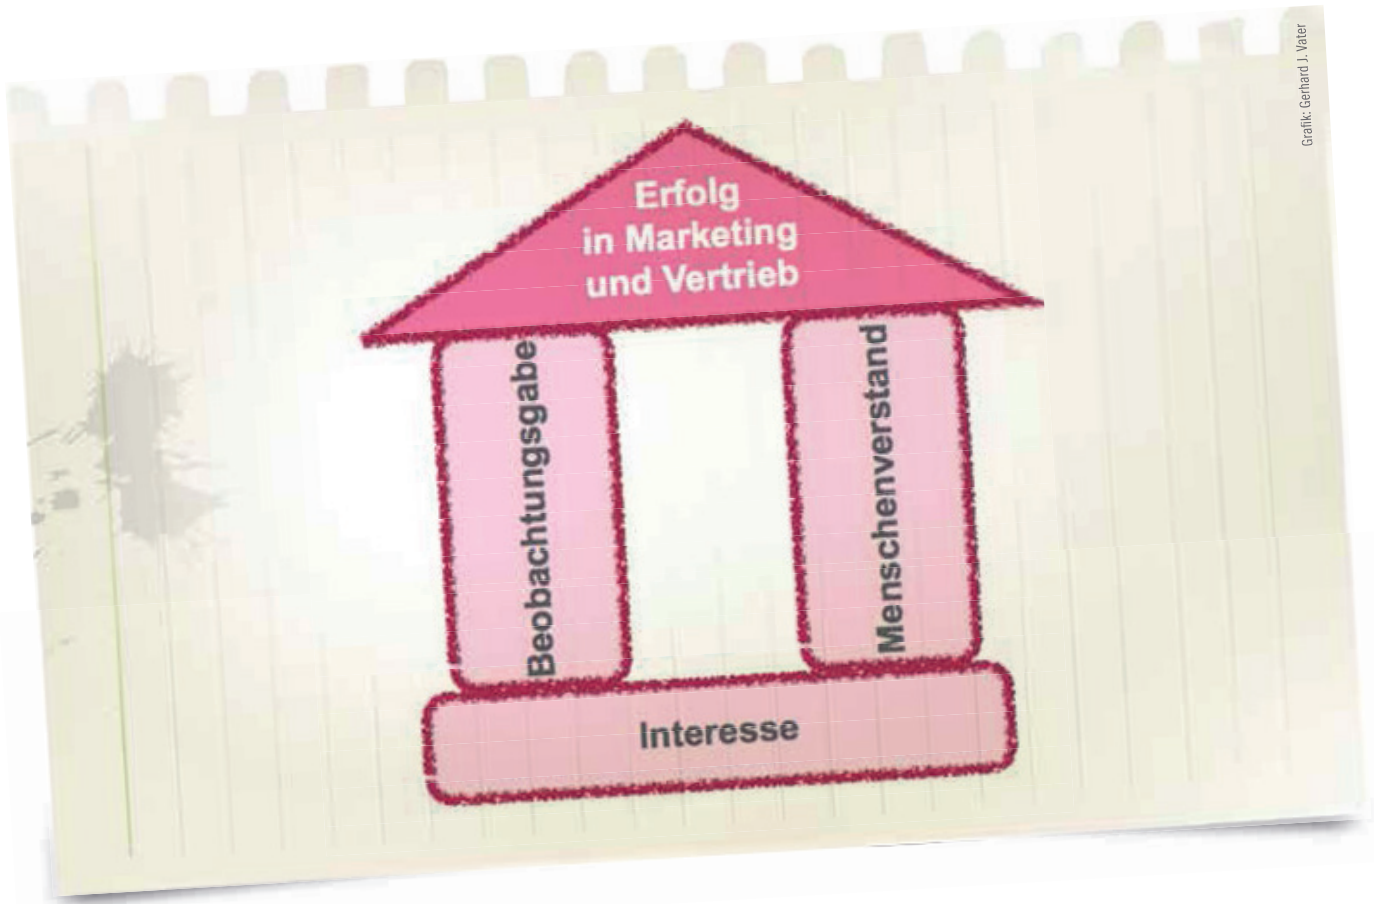 Erfolg
in Marketing
und Vertrieb
Beobachtungsgabe
Menschenverstand
Interesse
Grafik: Gerhard J. Vater